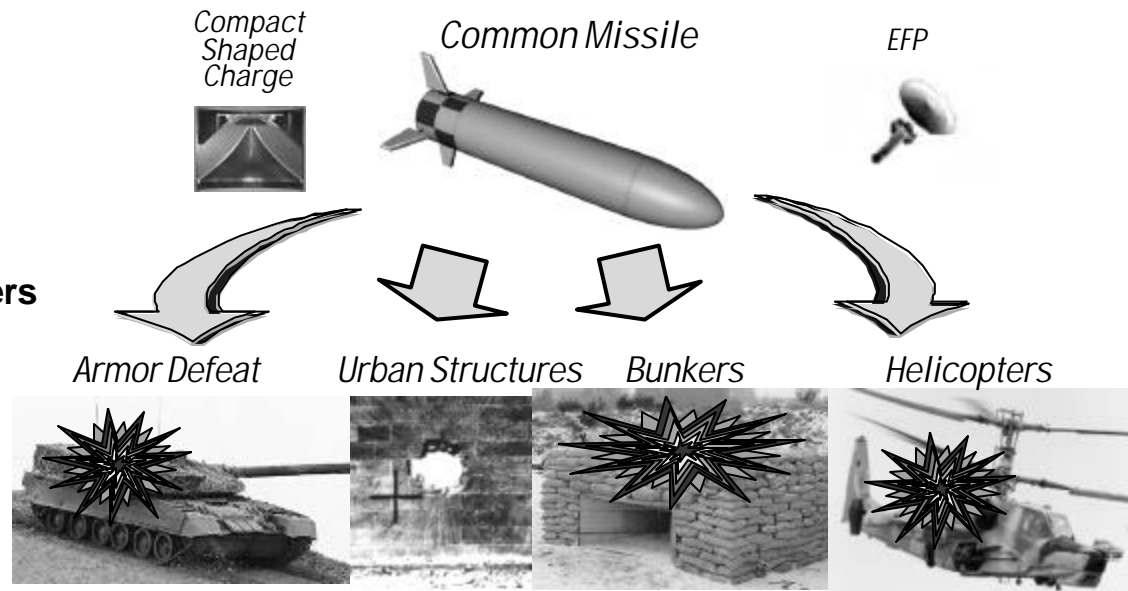 Compact
Shaped
Charge
Common Missile
EFP
ers
Armor Defeat
Urban Structures
Bunkers
Helicopters